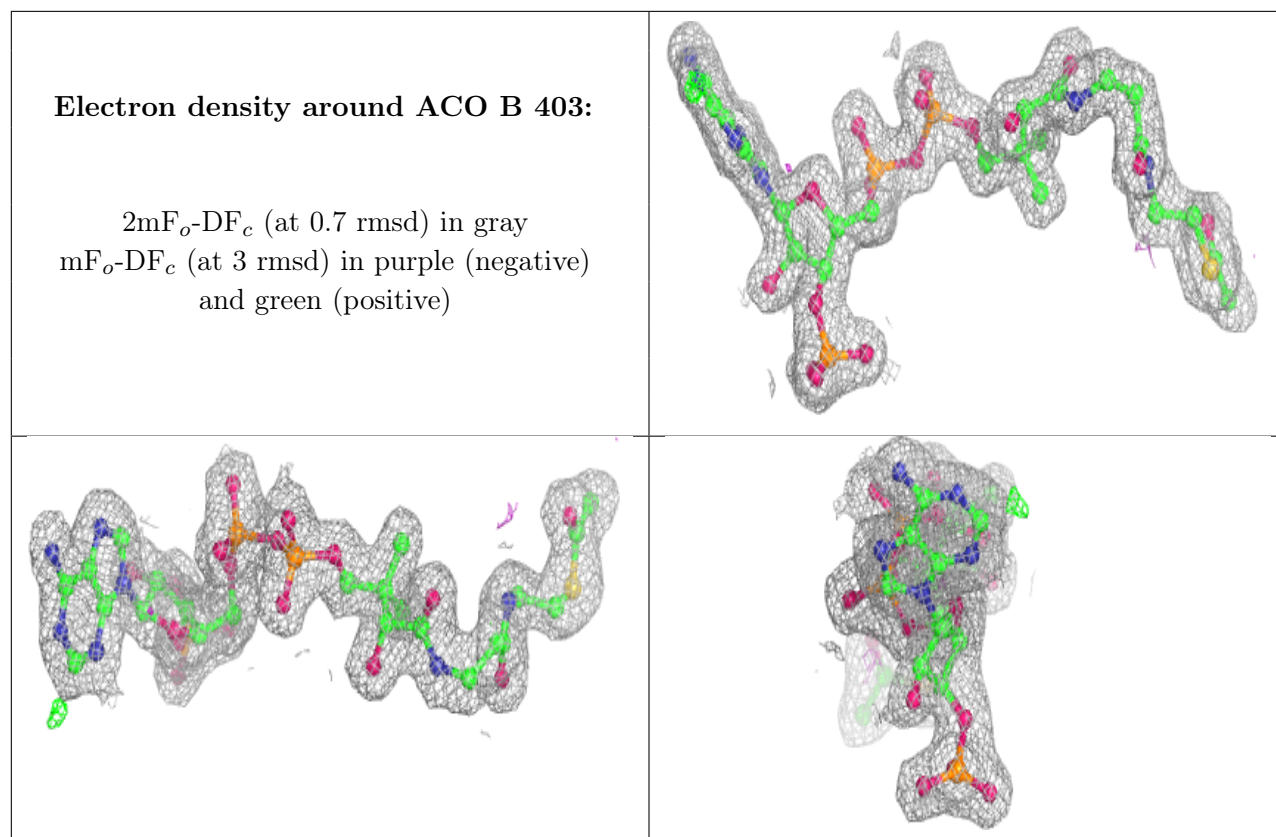 Electron density around ACO B 403:
2mFo-DFc (at 0.7 rmsd) in gray
mFo-DFc (at 3 rmsd) in purple (negative)
and green (positive)